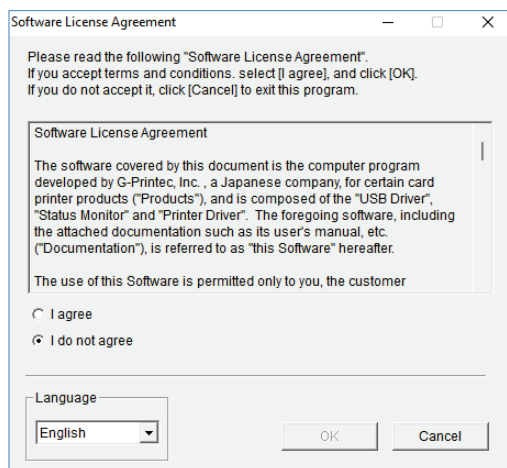 Software License Agreement
Please read the following "Software License Agreement".
If you accept terms and conditions. select [I agree], and click [OK].
If you do not accept it, click [Cancel] to exit this program.
Software License Agreement
The software covered by this document is the computer program
developed by G-Printec, Inc. , a Japanese company, for certain card
printer products ("Products"), and is composed of the "USB Driver",
"Status Monitor" and "Printer Driver".  The foregoing software, including
the attached documentation such as its user's manual, etc.
("Documentation"), is referred to as "this Software" hereafter.
The use of this Software is permitted only to you, the customer
I agree
I do not agree
Language
English
OK
Cancel